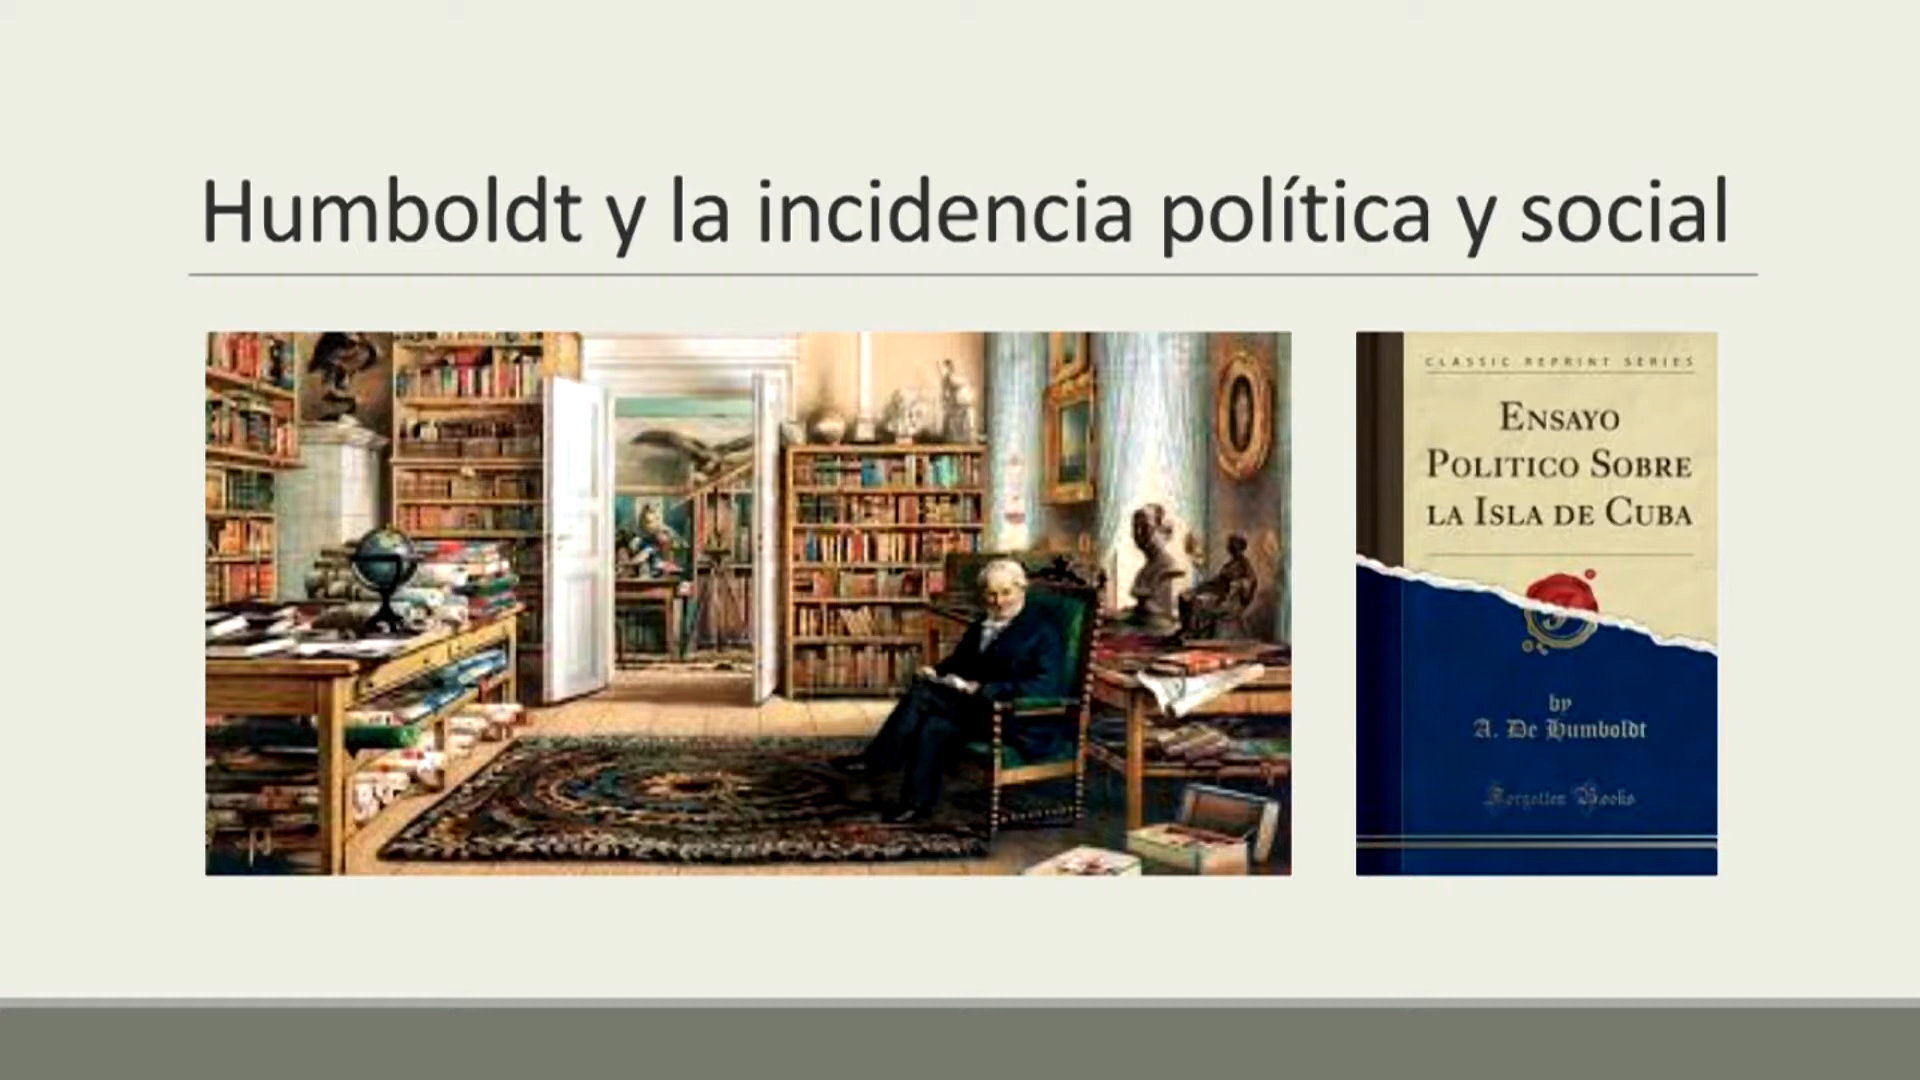 Humboldt y la incidencia política y social
CLASSIC REPRINT SERIES
ENSAYO
POLITICO SOBRE
LA ISLA DE CUBA
by
A. De Humboldt
Forgotten Books